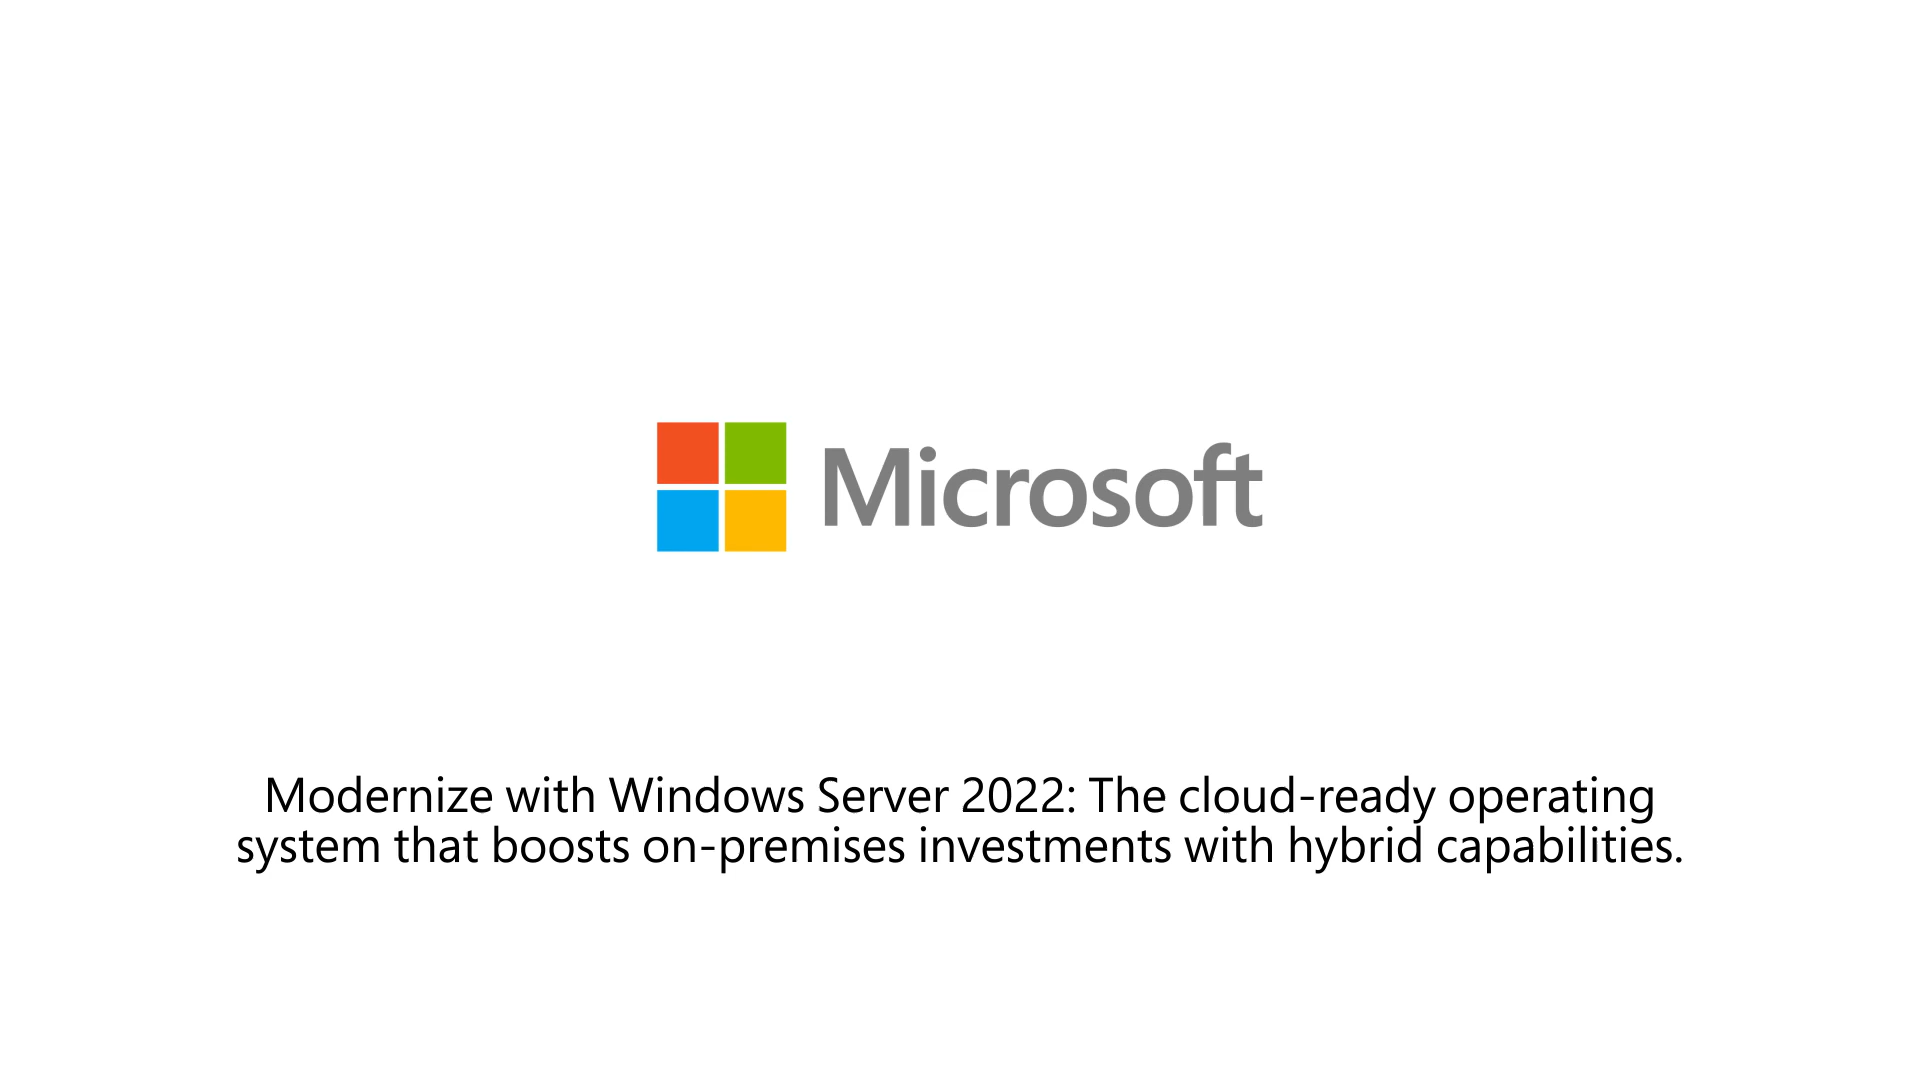 Microsoft
Modernize with Windows Server 2022: The cloud-ready operating
system that boosts on-premises investments with hybrid capabilities.